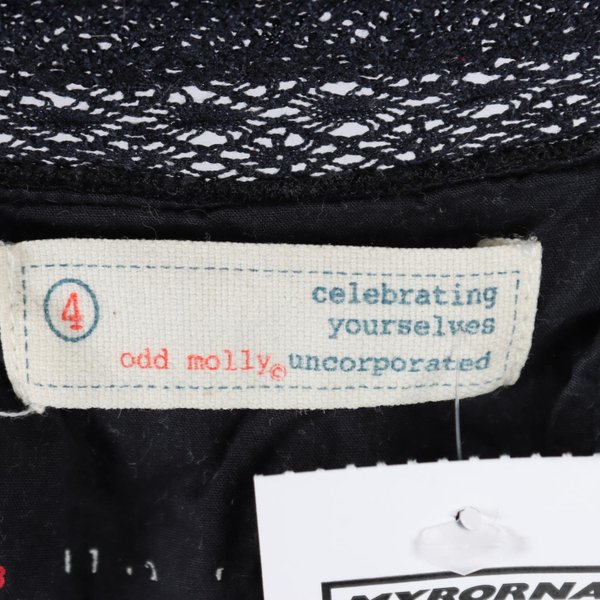 4
celebrating
yourselves
odd molly© uncorporated
MYRORNA